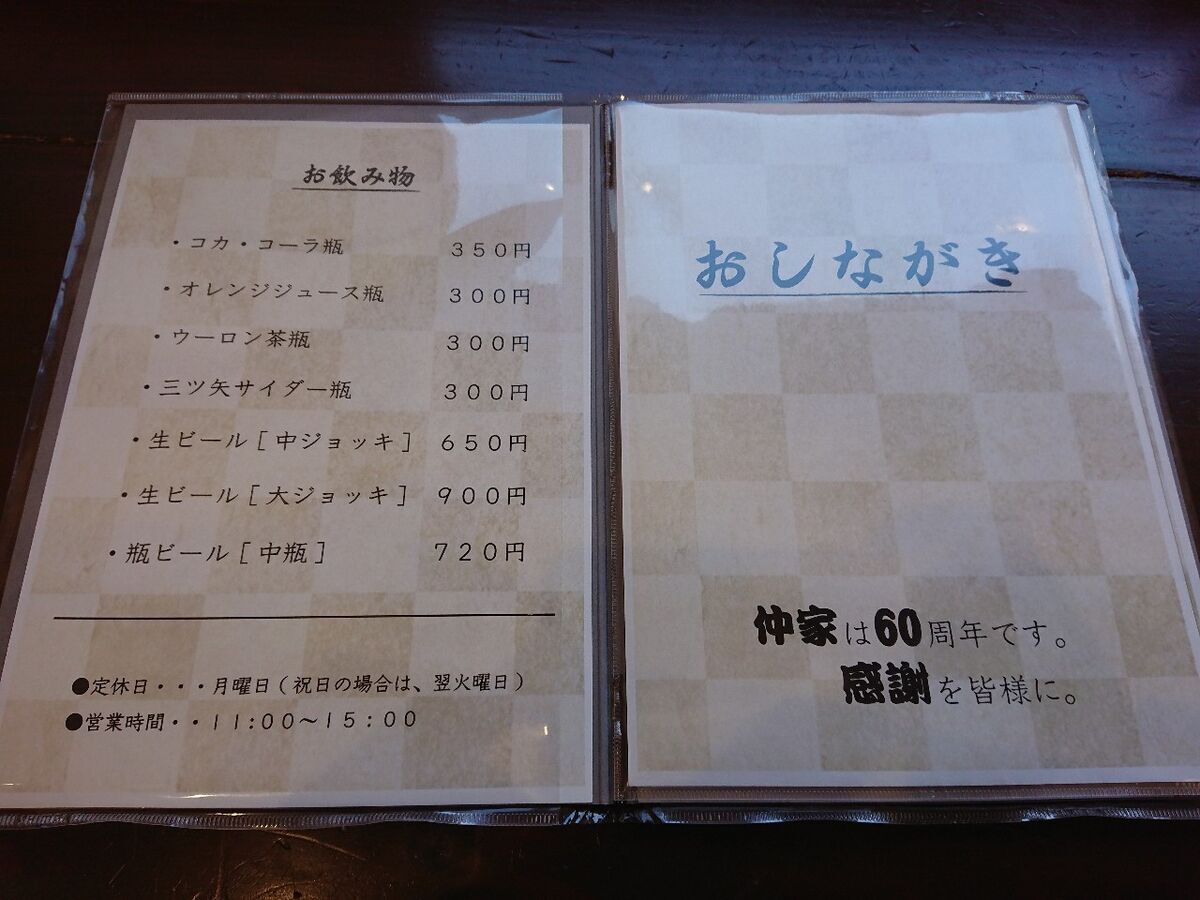 お飲み物
・コカ・コーラ瓶 350円
・オレンジジュース瓶 300円
・ウーロン茶瓶 300円
・三ツ矢サイダー瓶 300円
・生ビール[中ジョッキ] 650円
・生ビール[大ジョッキ] 900円
・瓶ビール[中瓶] 720円
●定休日・・・月曜日(祝日の場合は、翌火曜日)
●営業時間・・11:00～15:00
おしながき
仲家は60周年です。
感謝を皆様に。